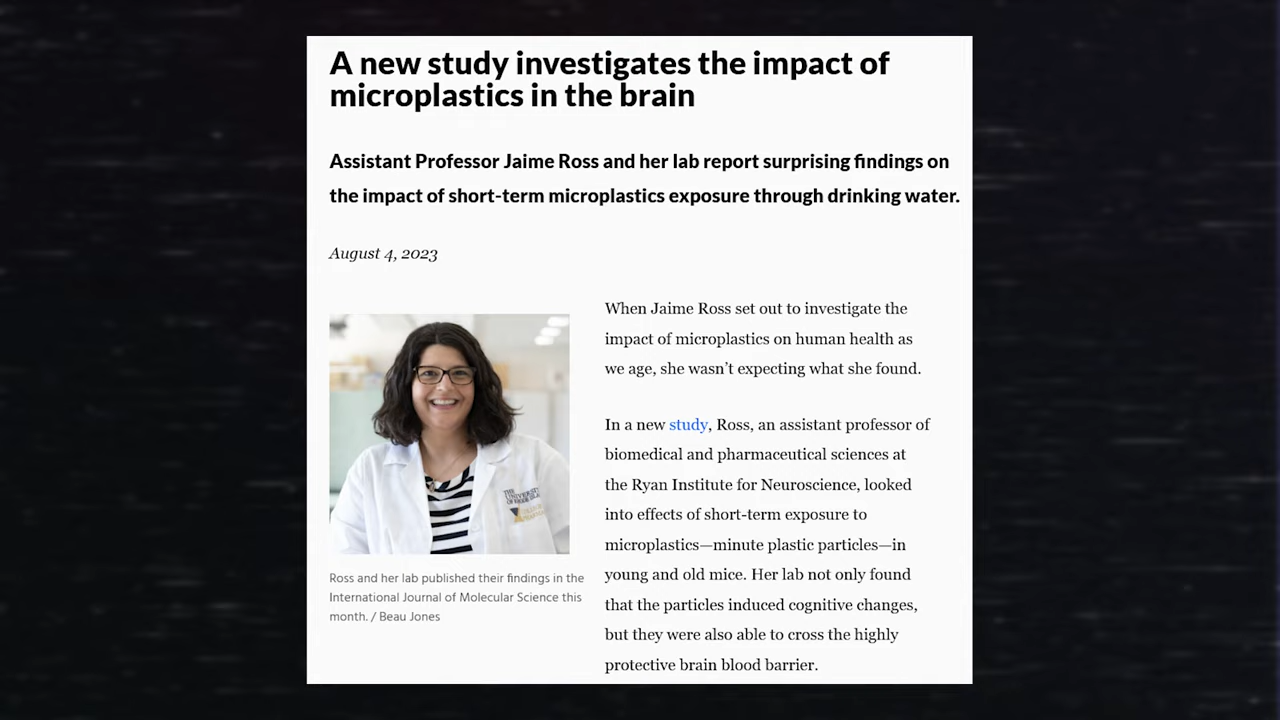 A new study investigates the impact of
microplastics in the brain
Assistant Professor Jaime Ross and her lab report surprising findings on
the impact of short-term microplastics exposure through drinking water.
August 4, 2023
When Jaime Ross set out to investigate the
impact of microplastics on human health as
we age, she wasn’t expecting what she found.
In a new study, Ross, an assistant professor of
biomedical and pharmaceutical sciences at
the Ryan Institute for Neuroscience, looked
into effects of short-term exposure to
microplastics—minute plastic particles—in
young and old mice. Her lab not only found
that the particles induced cognitive changes,
but they were also able to cross the highly
protective brain blood barrier.
THE
UNIVERSITY
Ross and her lab published their findings in the
International Journal of Molecular Science this
month. / Beau Jones